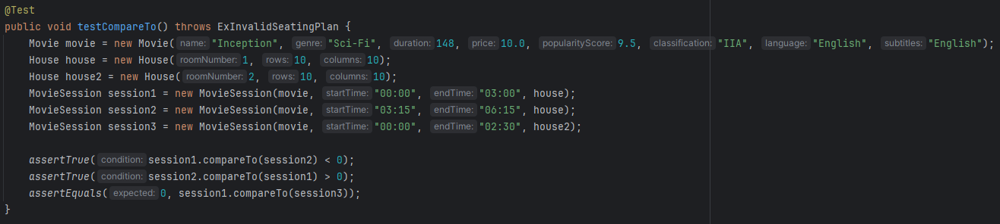 @Test
public void testCompareTo() throws ExInvalidSeatingPlan {
    Movie movie = new Movie( name: "Inception", genre: "Sci-Fi", duration: 148, price: 10.0, popularityScore: 9.5, classification: "IIA", language: "English", subtitles: "English");
    House house = new House( roomNumber: 1, rows: 10, columns: 10);
    House house2 = new House( roomNumber: 2, rows: 10, columns: 10);
    MovieSession session1 = new MovieSession(movie, startTime: "00:00", endTime: "03:00", house);
    MovieSession session2 = new MovieSession(movie, startTime: "03:15", endTime: "06:15", house);
    MovieSession session3 = new MovieSession(movie, startTime: "00:00", endTime: "02:30", house2);
    assertTrue( condition: session1.compareTo(session2) < 0);
    assertTrue( condition: session2.compareTo(session1) > 0);
    assertEquals( expected: 0, session1.compareTo(session3));
}